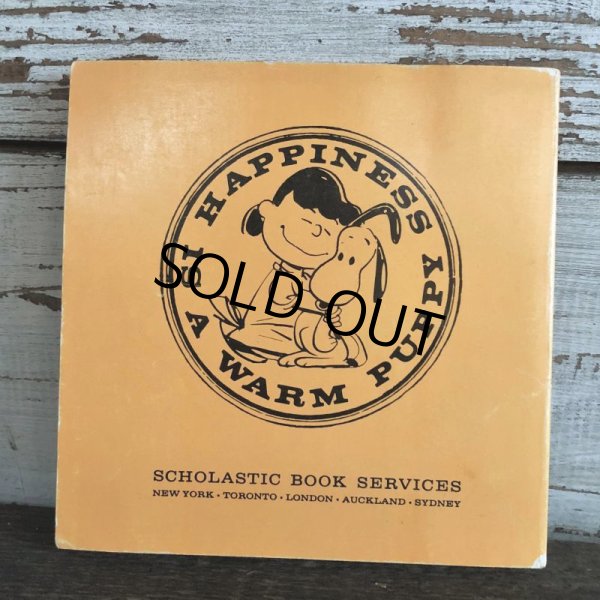 HAPPINESS IS A WARM PUPPY
SOLD OUT
SCHOLASTIC BOOK SERVICES
NEW YORK • TORONTO • LONDON • AUCKLAND • SYDNEY